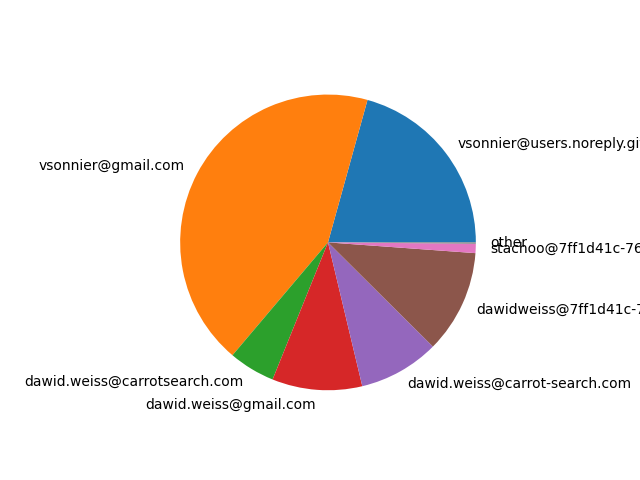 vsonnier@users.noreply.gi
vsonnier@gmail.com
other
stachoo@7ff1d41c-76
dawidweiss@7ff1d41c-7
dawid.weiss@carrotsearch.com
dawid.weiss@carrot-search.com
dawid.weiss@gmail.com